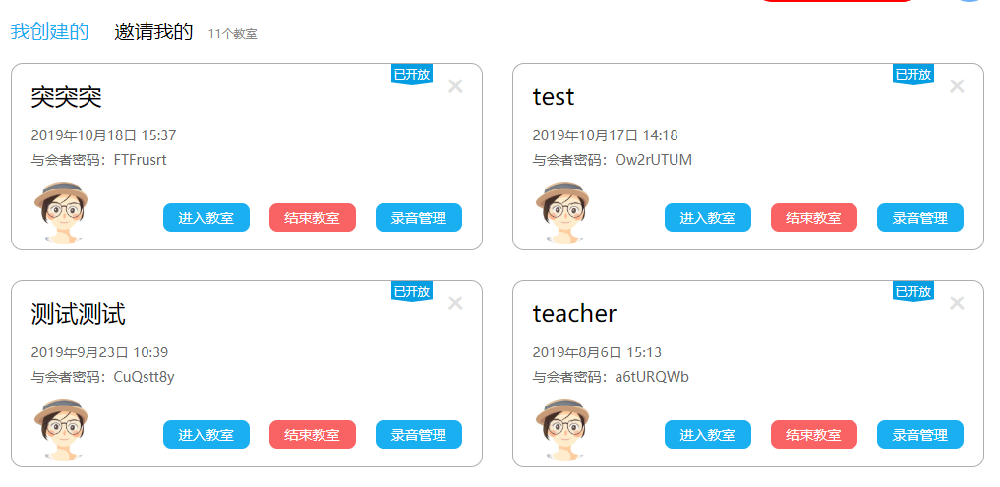 我创建的 邀请我的 11个教室
已开放
突突突
2019年10月18日 15:37
与会者密码：FTFrusrt
进入教室 结束教室 录音管理
已开放
test
2019年10月17日 14:18
与会者密码：Ow2rUTUM
进入教室 结束教室 录音管理
已开放
测试测试
2019年9月23日 10:39
与会者密码：CuQstt8y
进入教室 结束教室 录音管理
已开放
teacher
2019年8月6日 15:13
与会者密码：a6tURQWb
进入教室 结束教室 录音管理